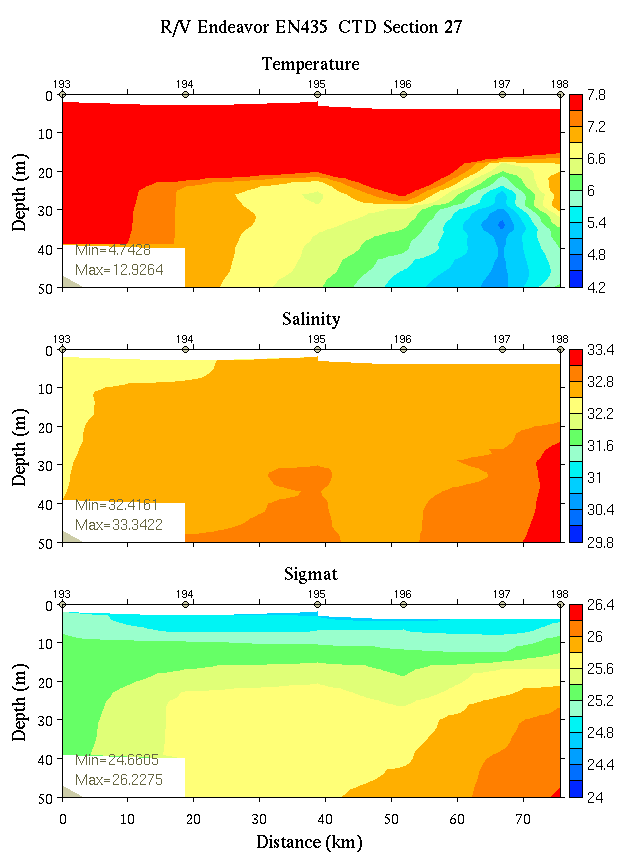 R/V Endeavor EN435 CTD Section 27
Temperature
193 194 195 196 197 198
0
10
20
30
40
50
Depth (m)
Min=4.7428
Max=12.9264
7.8
7.2
6.6
6
5.4
4.8
4.2
Salinity
193 194 195 196 197 198
0
10
20
30
40
50
Depth (m)
Min=32.4161
Max=33.3422
33.4
32.8
32.2
31.6
31
30.4
29.8
Sigmat
193 194 195 196 197 198
0
10
20
30
40
50
Depth (m)
Min=24.6605
Max=26.2275
26.4
26
25.6
25.2
24.8
24.4
24
0 10 20 30 40 50 60 70
Distance (km)